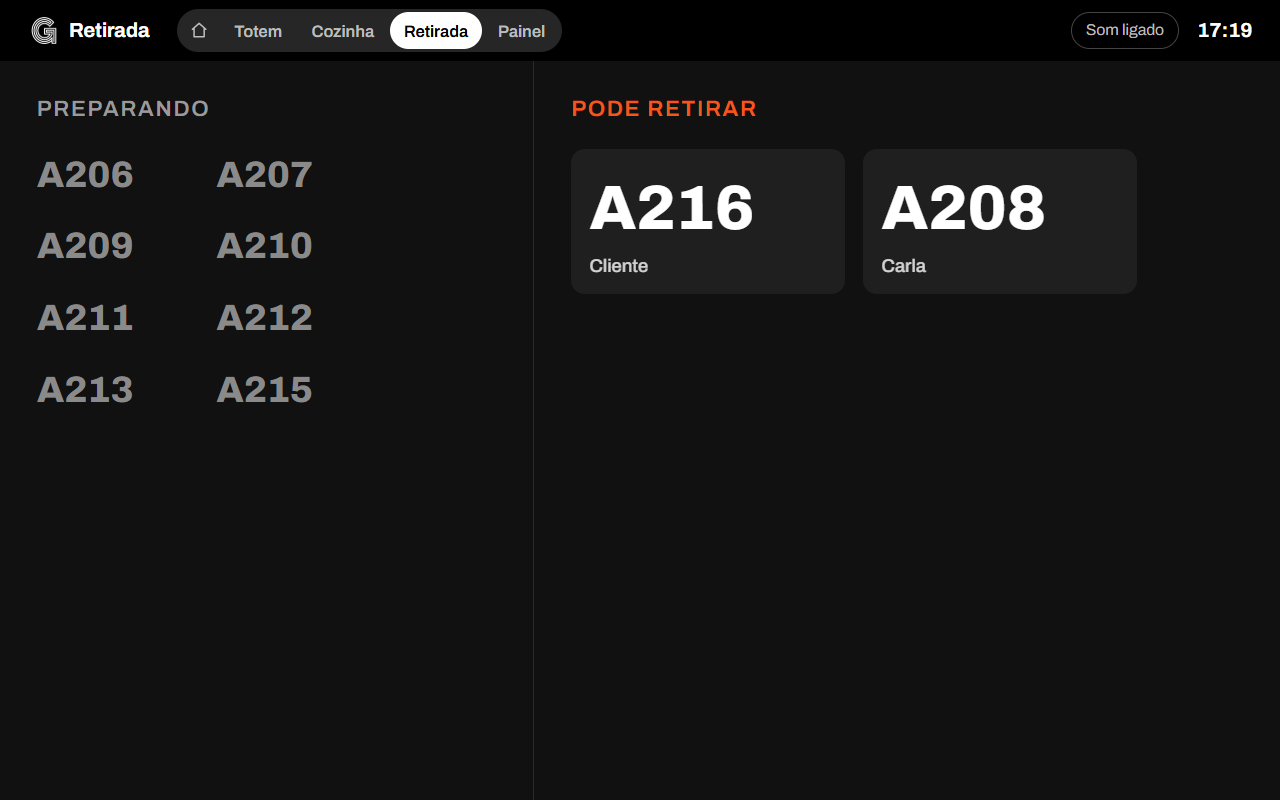 Retirada
Totem
Cozinha
Retirada
Painel
Som ligado
17:19
PREPARANDO
A206
A207
A209
A210
A211
A212
A213
A215
PODE RETIRAR
A216
Cliente
A208
Carla